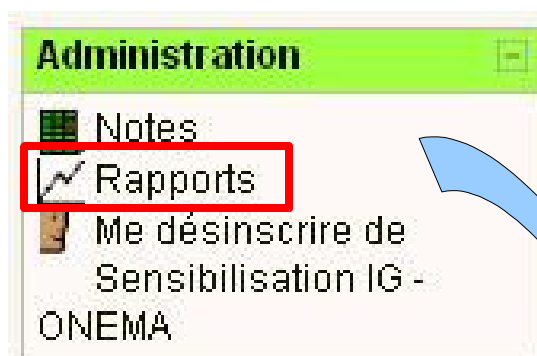 Administration
Notes
Rapports
Me désinscrire de
Sensibilisation IG -
ONEMA